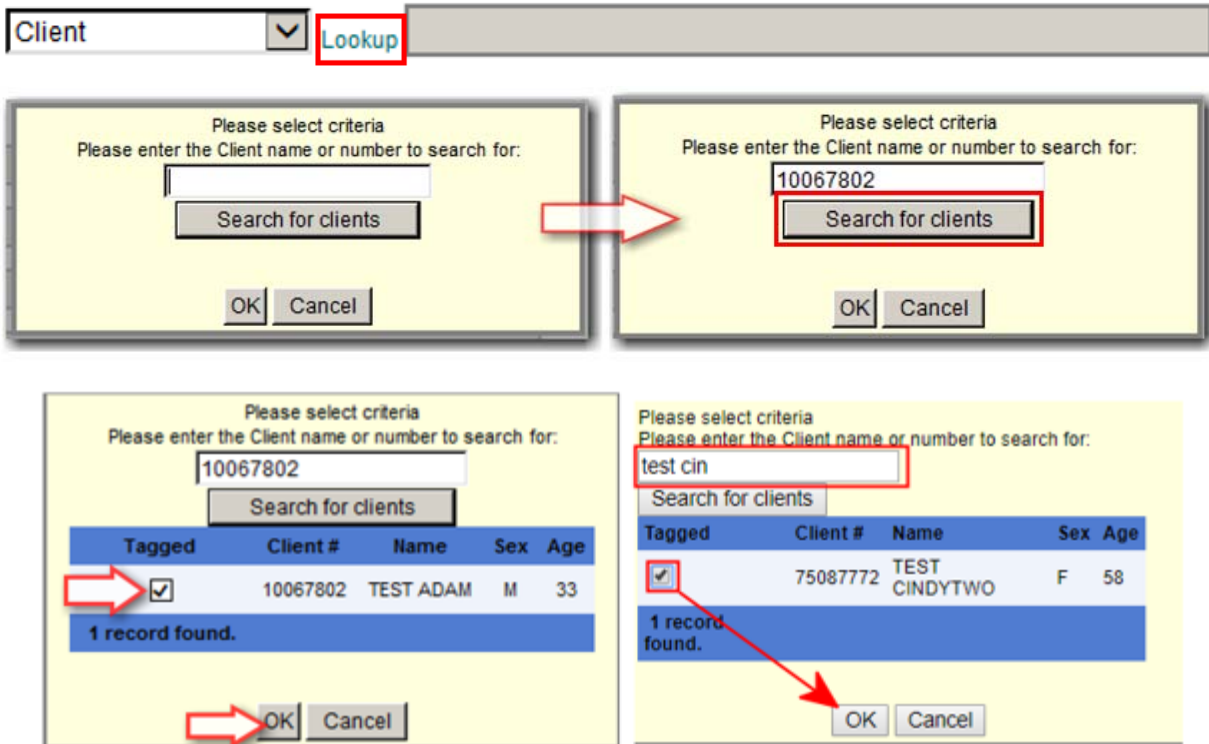 Client Lookup
Please select criteria
Please enter the Client name or number to search for:
Search for clients
OK Cancel
Please select criteria
Please enter the Client name or number to search for:
10067802
Search for clients
OK Cancel
Please select criteria
Please enter the Client name or number to search for:
10067802
Search for clients
Tagged Client # Name Sex Age
10067802 TEST ADAM M 33
1 record found.
OK Cancel
Please select criteria
Please enter the Client name or number to search for:
test cin
Search for clients
Tagged Client # Name Sex Age
75087772 TEST CINDYTWO F 58
1 record
found.
OK Cancel